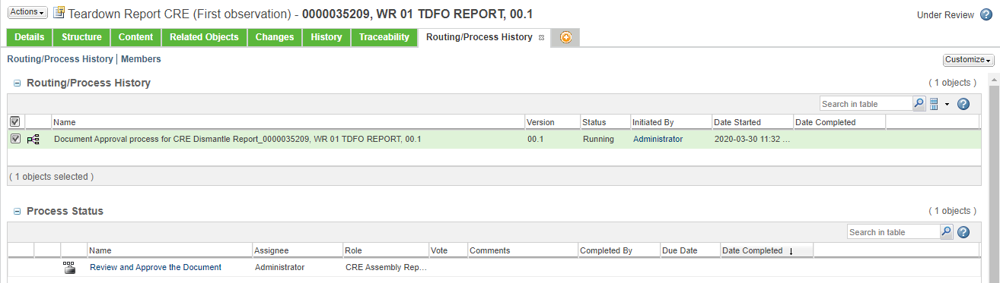 Actions Teardown Report CRE (First observation) - 0000035209, WR 01 TDFO REPORT, 00.1 Under Review
Details Structure Content Related Objects Changes History Traceability Routing/Process History
Routing/Process History | Members Customize
Routing/Process History ( 1 objects )
Search in table
Name Version Status Initiated By Date Started Date Completed
Document Approval process for CRE Dismantle Report_0000035209, WR 01 TDFO REPORT, 00.1 00.1 Running Administrator 2020-03-30 11:32 ...
( 1 objects selected )
Process Status ( 1 objects )
Search in table
Name Assignee Role Vote Comments Completed By Due Date Date Completed
Review and Approve the Document Administrator CRE Assembly Rep...